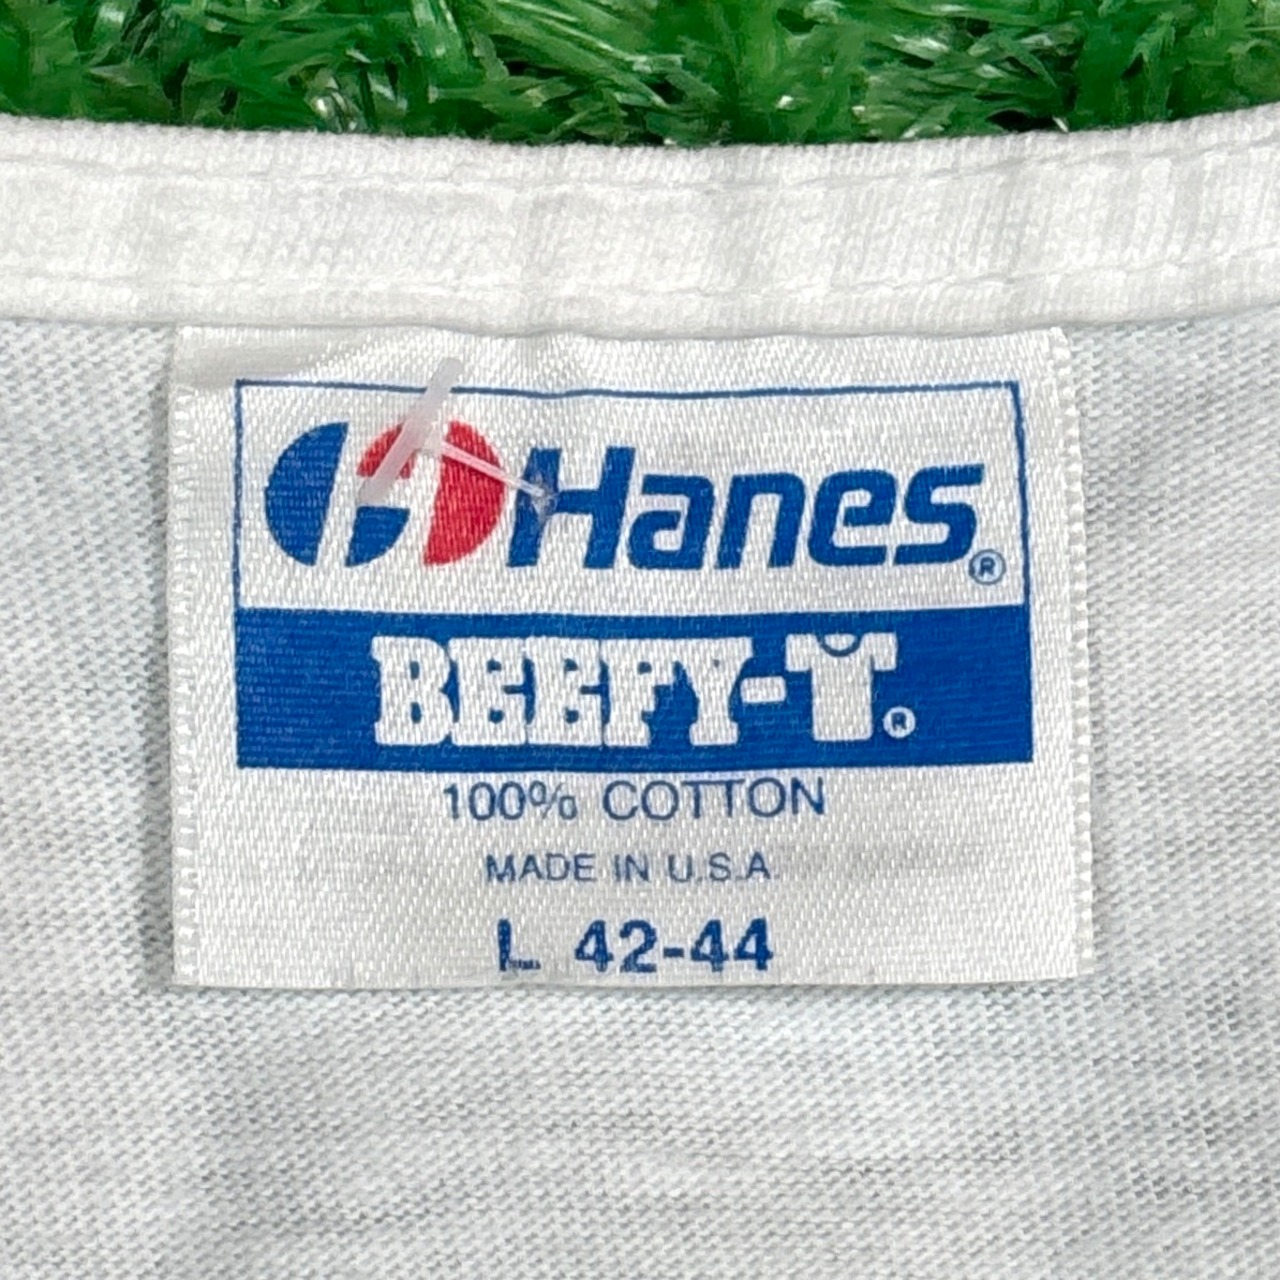 Hanes®
BEEFY-T®
100% COTTON
MADE IN U.S.A.
L 42-44